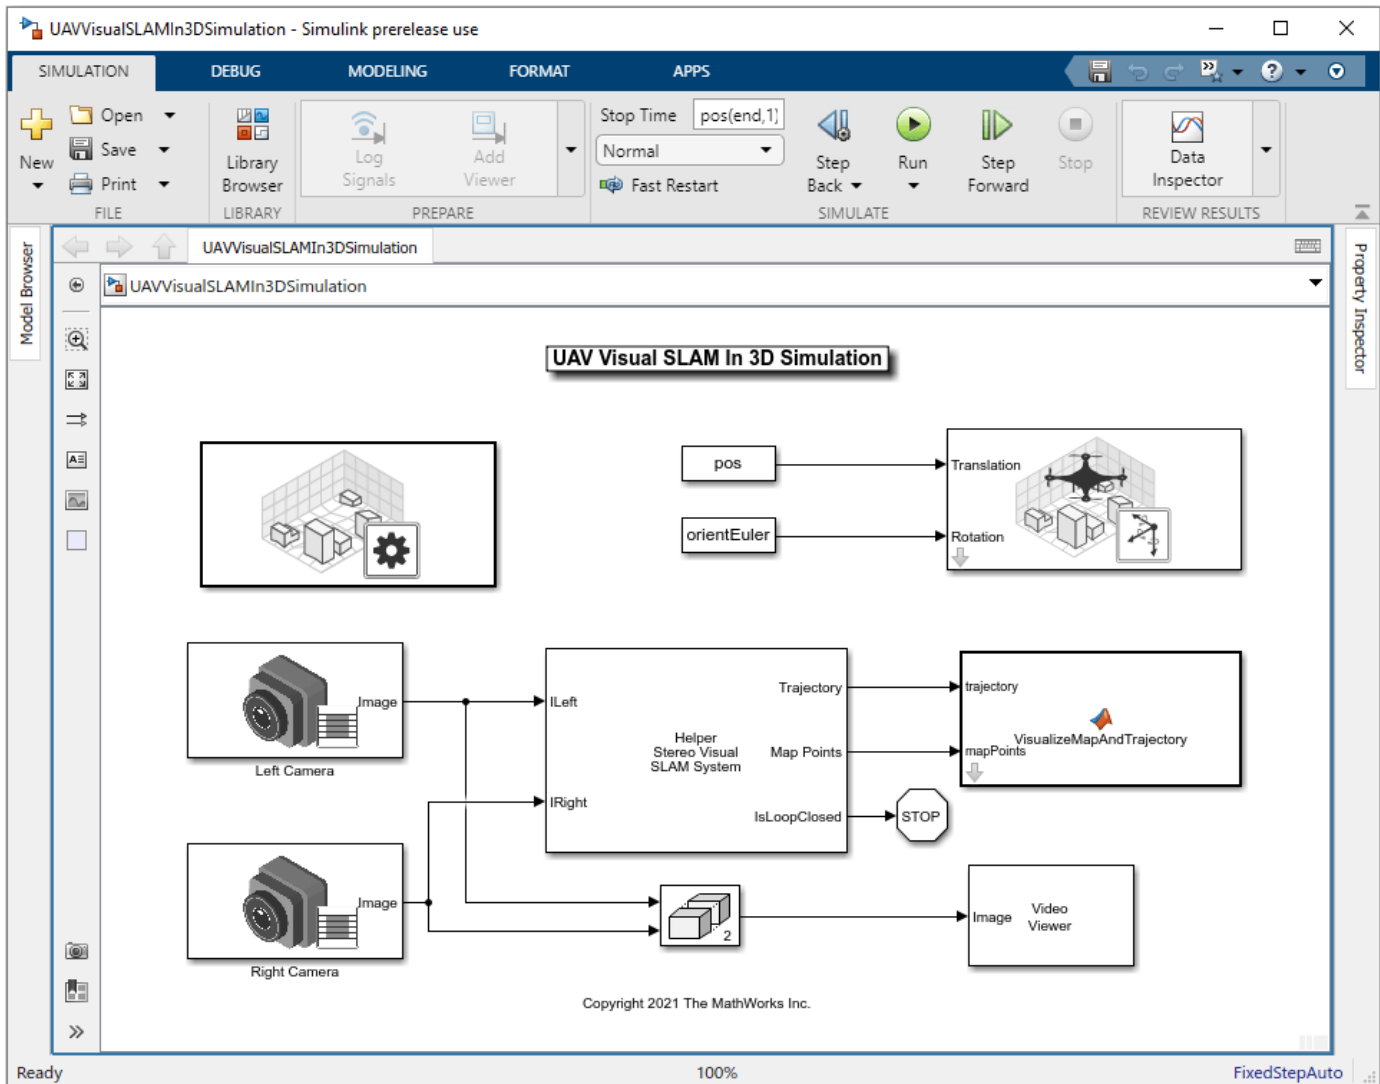 UAVVisualSLAMIn3DSimulation - Simulink prerelease use
SIMULATION DEBUG MODELING FORMAT APPS
New
Open
Save
Print
FILE
Library
Browser
LIBRARY
Log
Signals
Add
Viewer
PREPARE
Stop Time pos(end,1)
Normal
Fast Restart
Step
Back
Run
Step
Forward
Stop
SIMULATE
Data
Inspector
REVIEW RESULTS
Model Browser
Property Inspector
UAVVisualSLAMIn3DSimulation
UAVVisualSLAMIn3DSimulation
UAV Visual SLAM In 3D Simulation
pos
orientEuler
Translation
Rotation
Image
Left Camera
Image
Right Camera
ILeft
IRight
Helper
Stereo Visual
SLAM System
Trajectory
Map Points
IsLoopClosed
trajectory
mapPoints
VisualizeMapAndTrajectory
STOP
2
Image
Video
Viewer
Copyright 2021 The MathWorks Inc.
Ready 100% FixedStepAuto